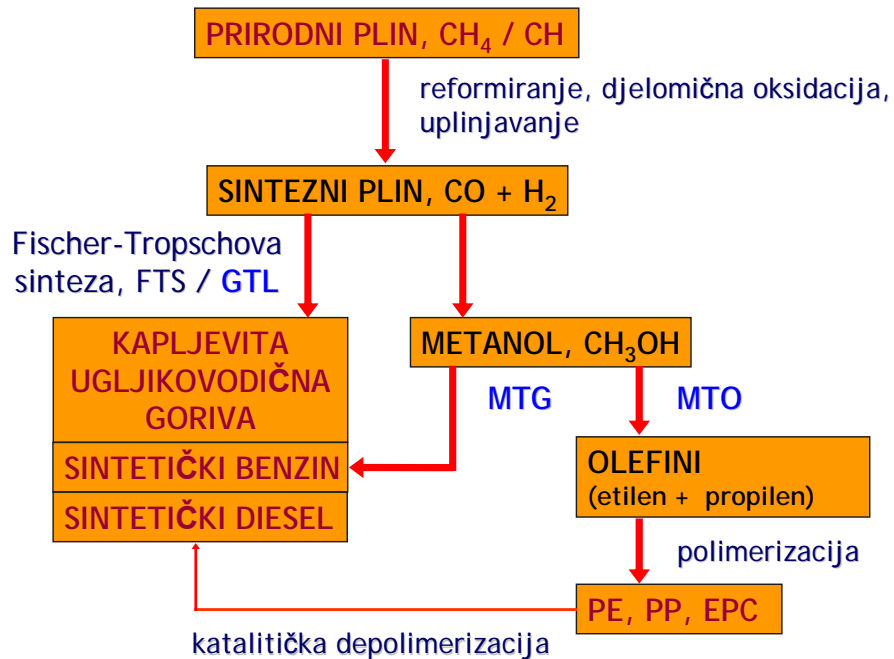 PRIRODNI PLIN, CH₄ / CH
reformiranje, djelomična oksidacija,
uplinjavanje
SINTEZNI PLIN, CO + H₂
Fischer-Tropschova
sinteza, FTS / GTL
KAPLJEVITA
UGLJIKOVODIČNA
GORIVA
METANOL, CH₃OH
MTG
MTO
SINTETIČKI BENZIN
SINTETIČKI DIESEL
OLEFINI
(etilen + propilen)
polimerizacija
PE, PP, EPC
katalitička depolimerizacija